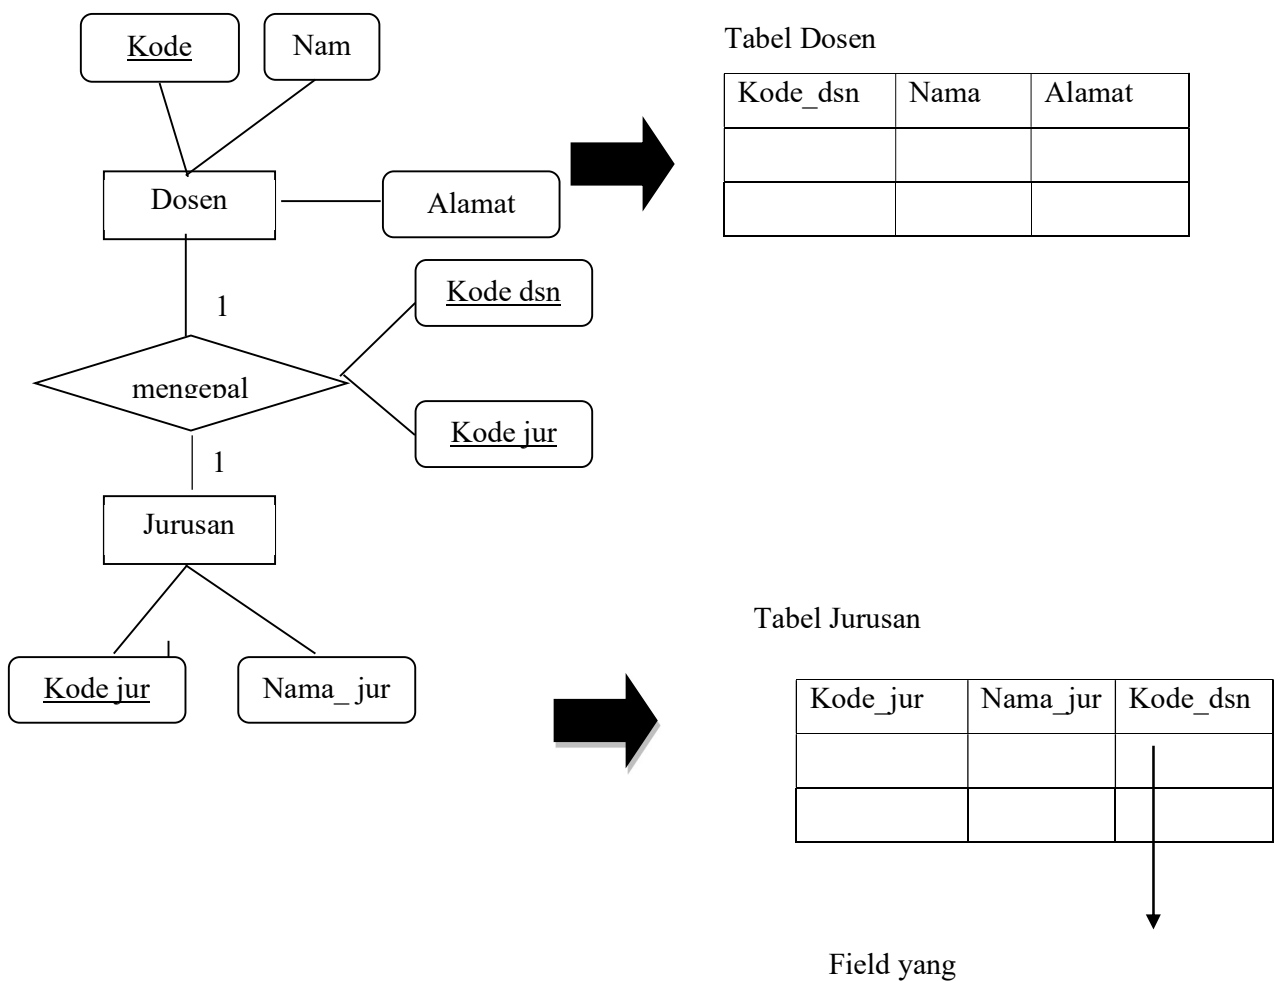 Kode
Nam
Dosen
Alamat
1
Kode dsn
mengepal
Kode jur
1
Jurusan
Kode jur
Nama_ jur
Tabel Dosen
Kode_dsn Nama Alamat
Tabel Jurusan
Kode_jur Nama_jur Kode_dsn
Field yang